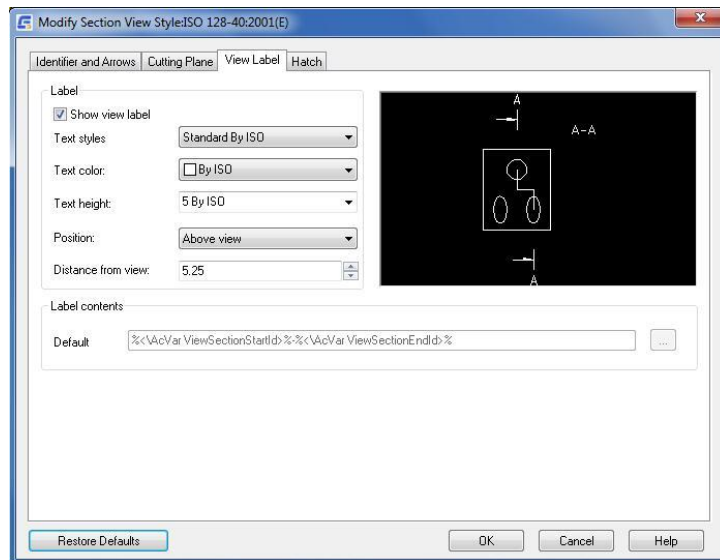 Modify Section View Style:ISO 128-40:2001(E)
Identifier and Arrows Cutting Plane View Label Hatch
Label
Show view label
Text styles Standard By ISO
Text color: By ISO
Text height: 5 By ISO
Position: Above view
Distance from view: 5.25
A
A-A
A
Label contents
Default %<\AcVar ViewSectionStartId>%-%<\AcVar ViewSectionEndId>% ...
Restore Defaults OK Cancel Help